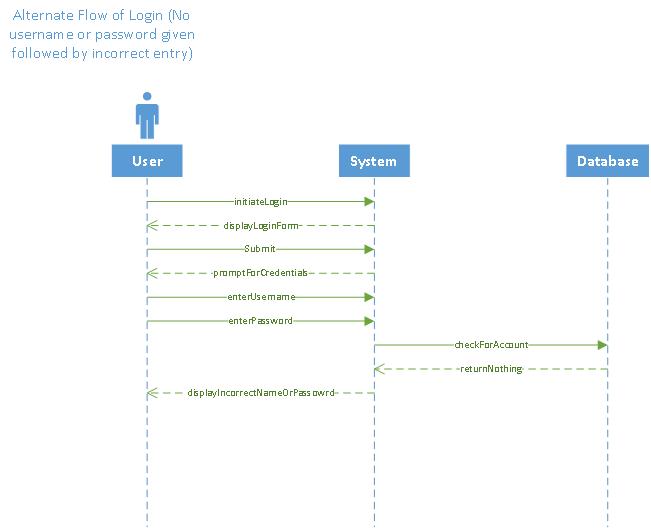 Alternate Flow of Login (No
username or password given
followed by incorrect entry)
User
System
Database
initiateLogin
displayLoginForm
Submit
promptForCredentials
enterUsername
enterPassword
checkForAccount
returnNothing
displayIncorrectNameOrPassowrd